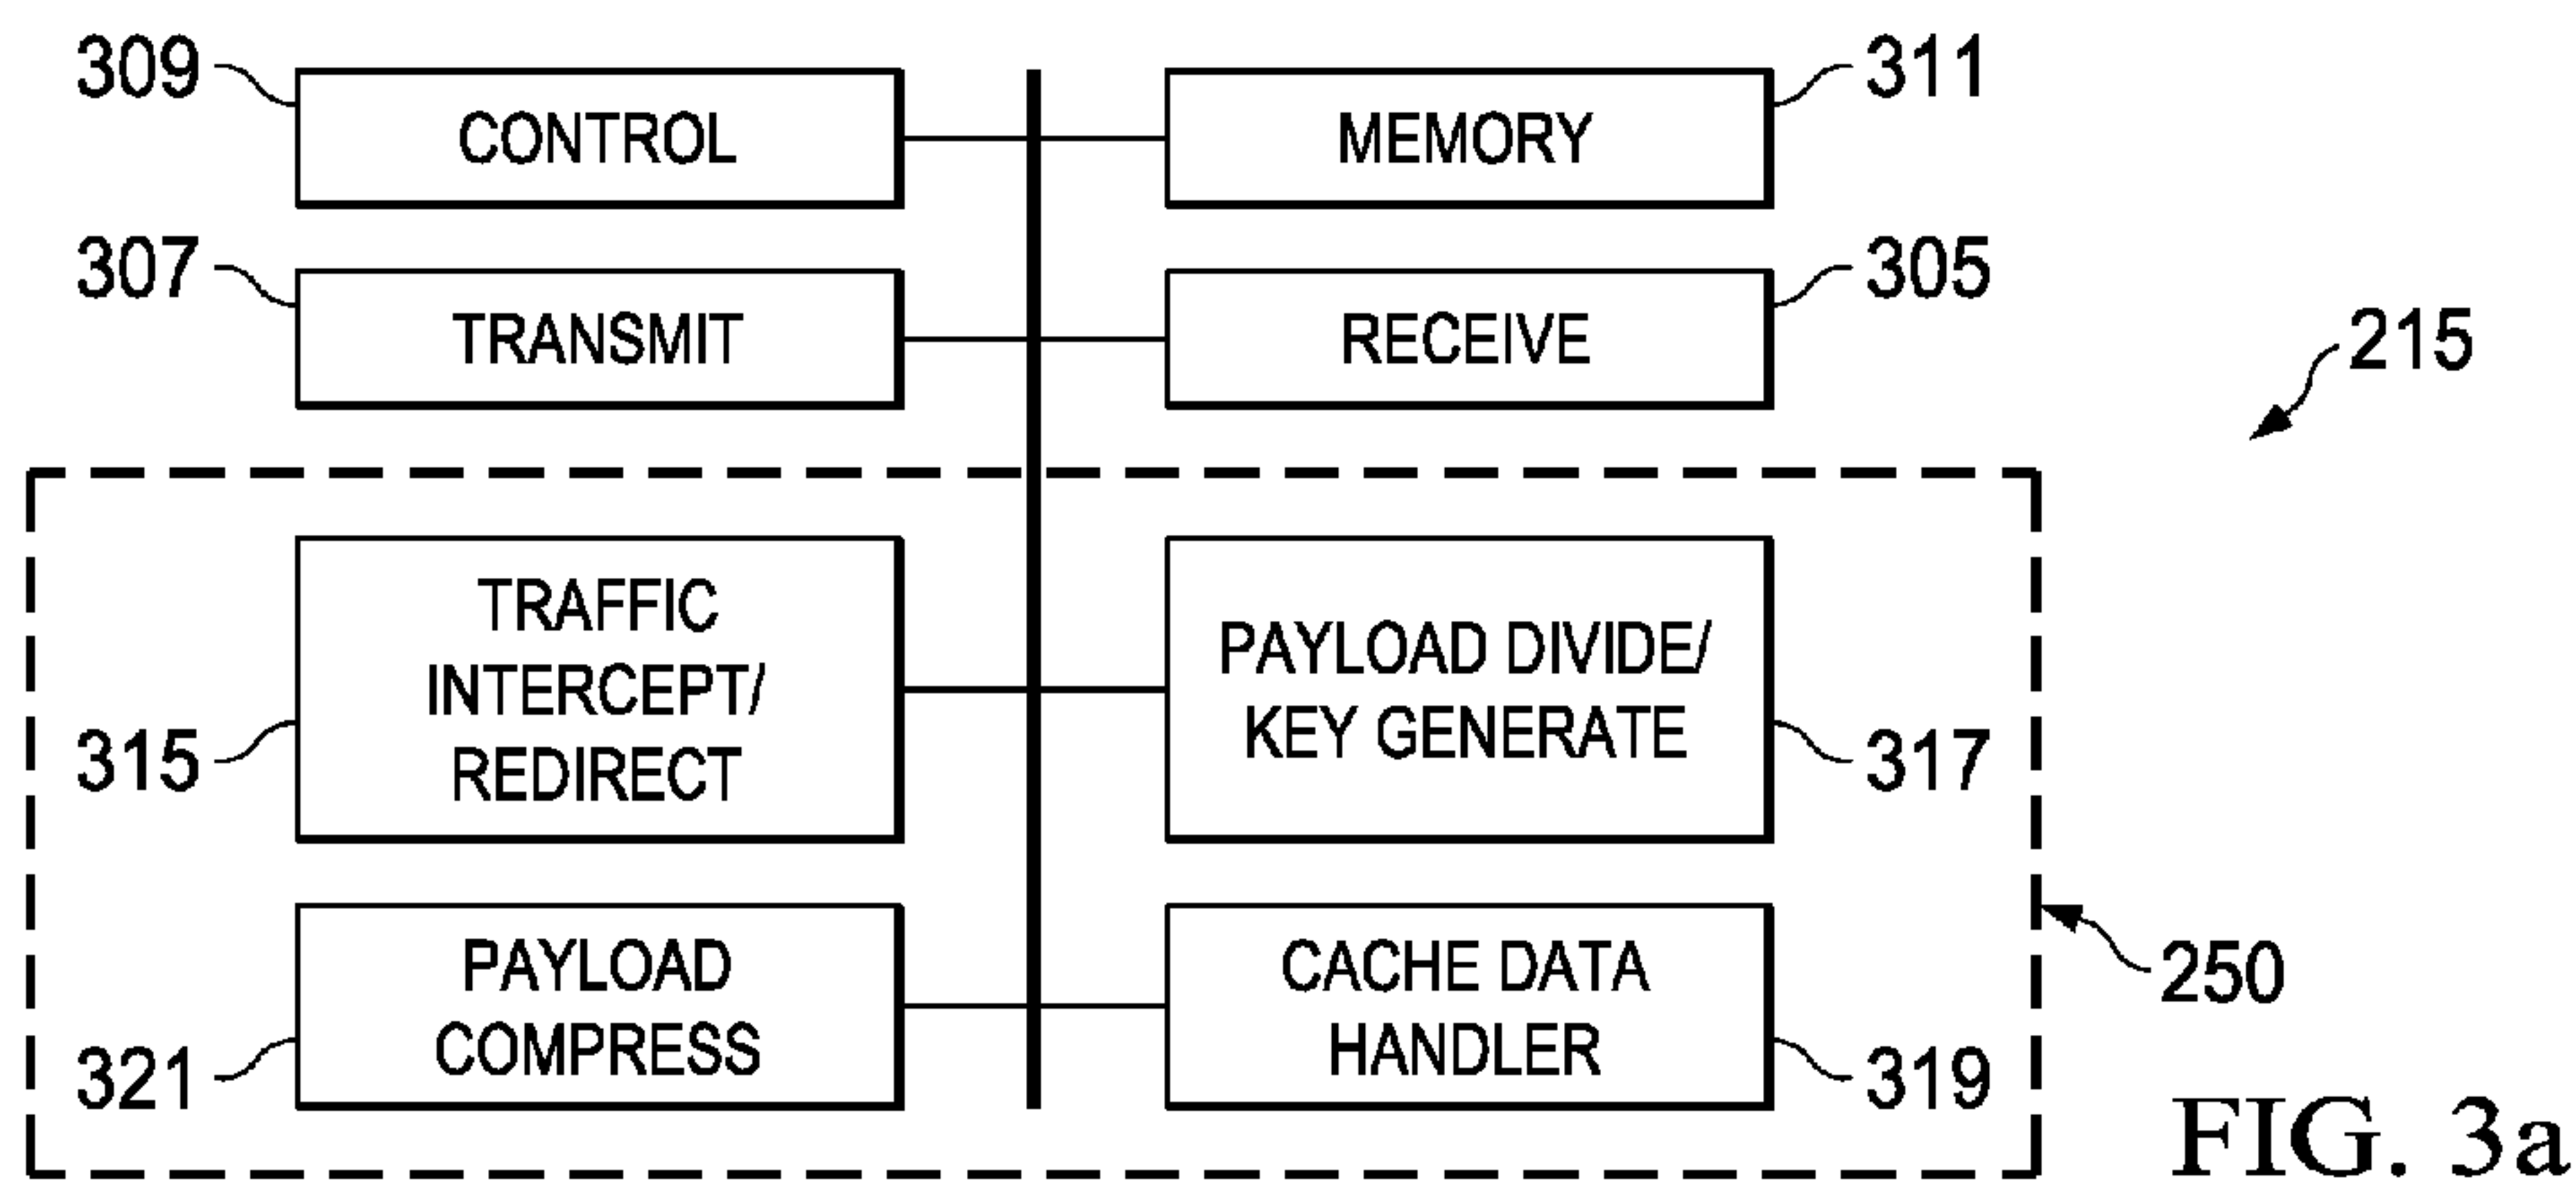 309
CONTROL
MEMORY
311
307
TRANSMIT
RECEIVE
305
215
315
TRAFFIC
INTERCEPT/
REDIRECT
PAYLOAD DIVIDE/
KEY GENERATE
317
321
PAYLOAD
COMPRESS
CACHE DATA
HANDLER
319
250
FIG. 3a